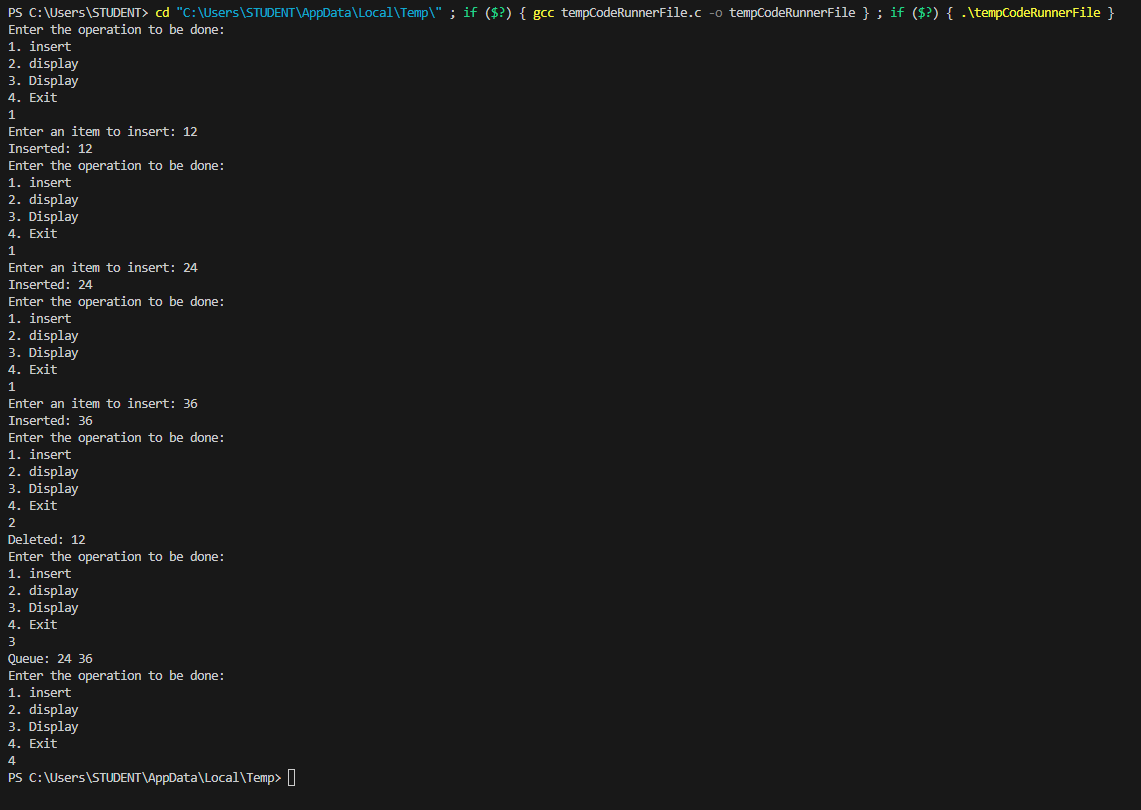 PS C:\Users\STUDENT> cd "C:\Users\STUDENT\AppData\Local\Temp\" ; if ($?) { gcc tempCodeRunnerFile.c -o tempCodeRunnerFile } ; if ($?) { .\tempCodeRunnerFile }
Enter the operation to be done:
1. insert
2. display
3. Display
4. Exit
1
Enter an item to insert: 12
Inserted: 12
Enter the operation to be done:
1. insert
2. display
3. Display
4. Exit
1
Enter an item to insert: 24
Inserted: 24
Enter the operation to be done:
1. insert
2. display
3. Display
4. Exit
1
Enter an item to insert: 36
Inserted: 36
Enter the operation to be done:
1. insert
2. display
3. Display
4. Exit
2
Deleted: 12
Enter the operation to be done:
1. insert
2. display
3. Display
4. Exit
3
Queue: 24 36
Enter the operation to be done:
1. insert
2. display
3. Display
4. Exit
4
PS C:\Users\STUDENT\AppData\Local\Temp>